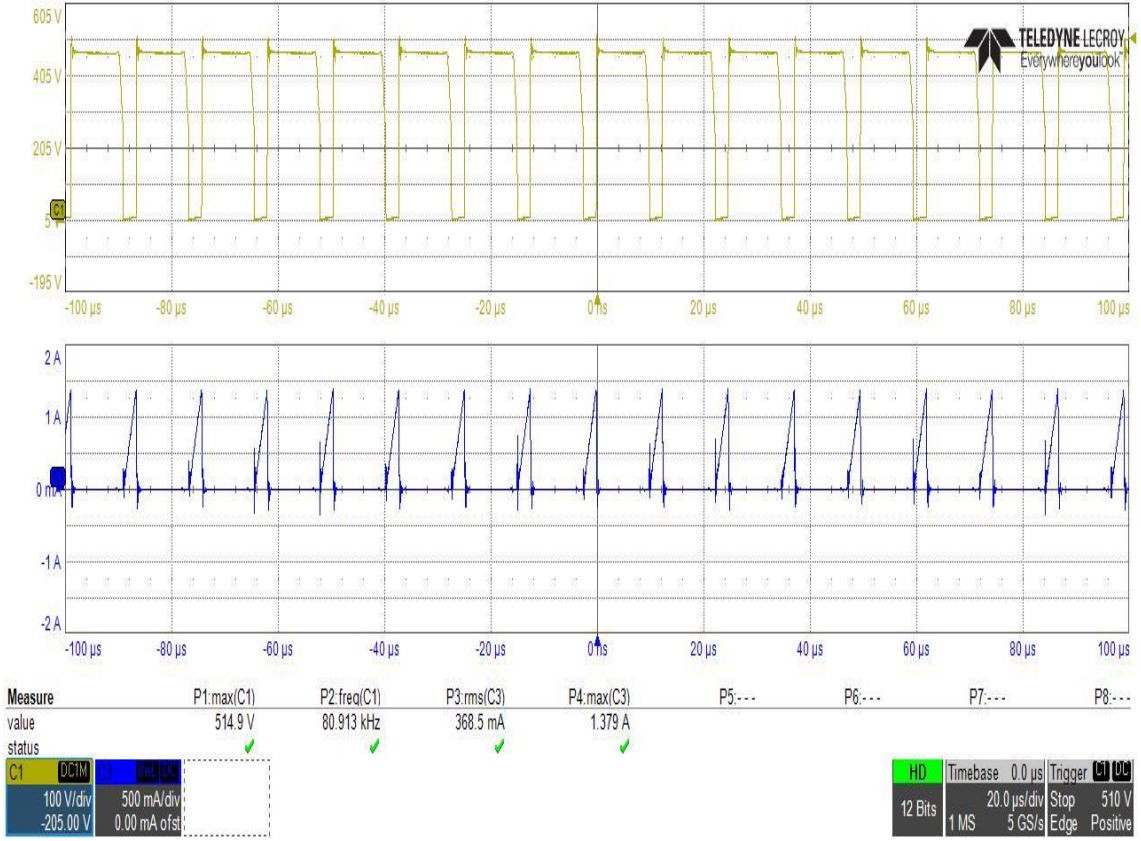 605 V
TELEDYNE LECROY
Everywhereyoulook™
405 V
205 V
C1
5 V
-195 V
-100 µs -80 µs -60 µs -40 µs -20 µs 0 ns 20 µs 40 µs 60 µs 80 µs 100 µs
2 A
1 A
0 mA
-1 A
-2 A
-100 µs -80 µs -60 µs -40 µs -20 µs 0 ns 20 µs 40 µs 60 µs 80 µs 100 µs
Measure P1:max(C1) P2:freq(C1) P3:rms(C3) P4:max(C3) P5:- - - P6:- - - P7:- - - P8:- - -
value 514.9 V 80.913 kHz 368.5 mA 1.379 A
status
C1 DC1M BwL DC HD Timebase 0.0 µs Trigger C1 DC
100 V/div 500 mA/div 12 Bits 20.0 µs/div Stop 510 V
-205.00 V 0.00 mA ofst 1 MS 5 GS/s Edge Positive